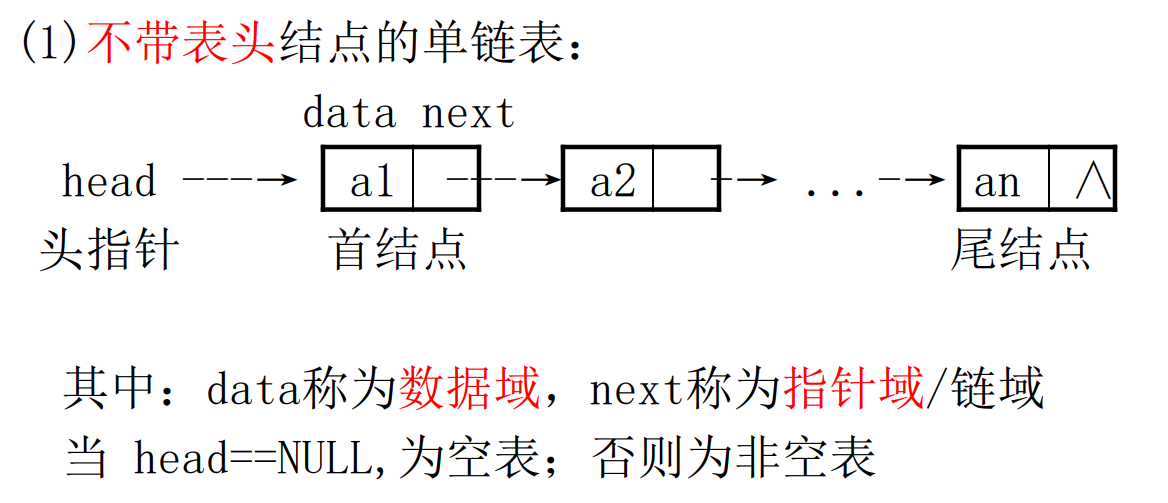 (1)不带表头结点的单链表：
data next
head ---→ a1 ---→ a2 -→ ... -→ an ∧
头指针 首结点 尾结点
其中：data称为数据域，next称为指针域/链域
当 head==NULL,为空表；否则为非空表